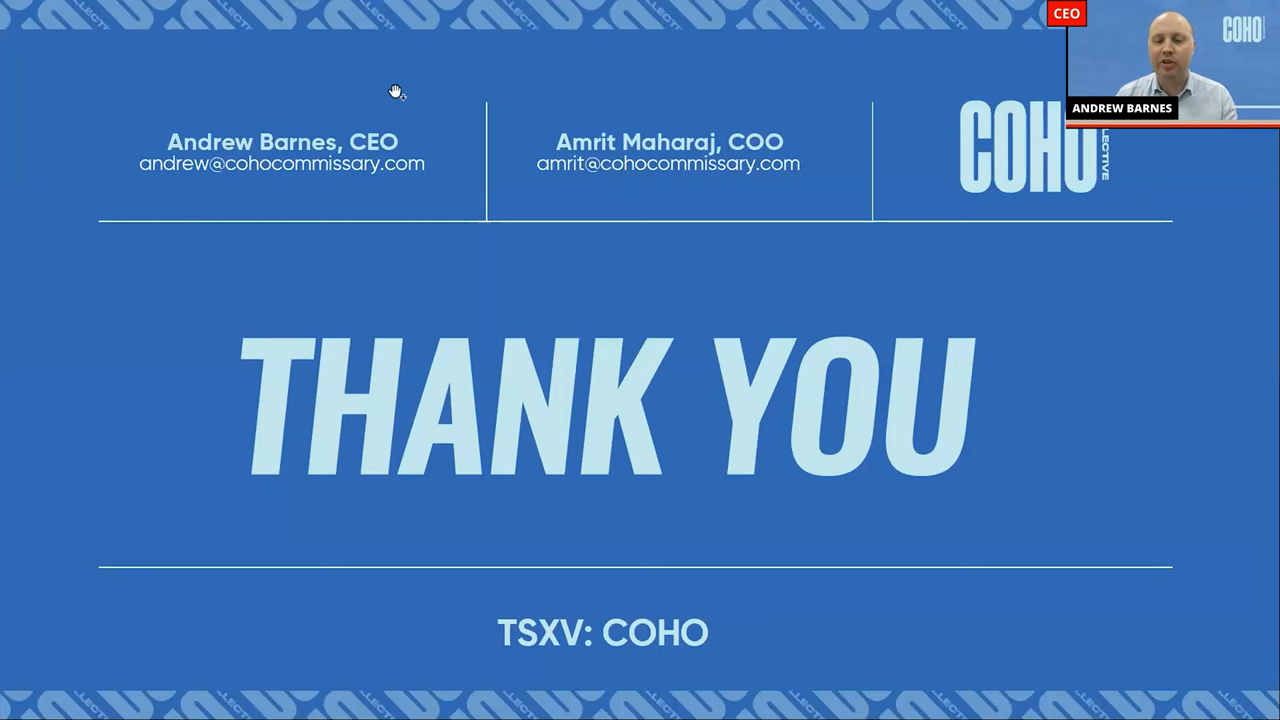 CEO
COHO
ANDREW BARNES
Andrew Barnes, CEO
andrew@cohocommissary.com
Amrit Maharaj, COO
amrit@cohocommissary.com
COHO
THANK YOU
TSXV: COHO